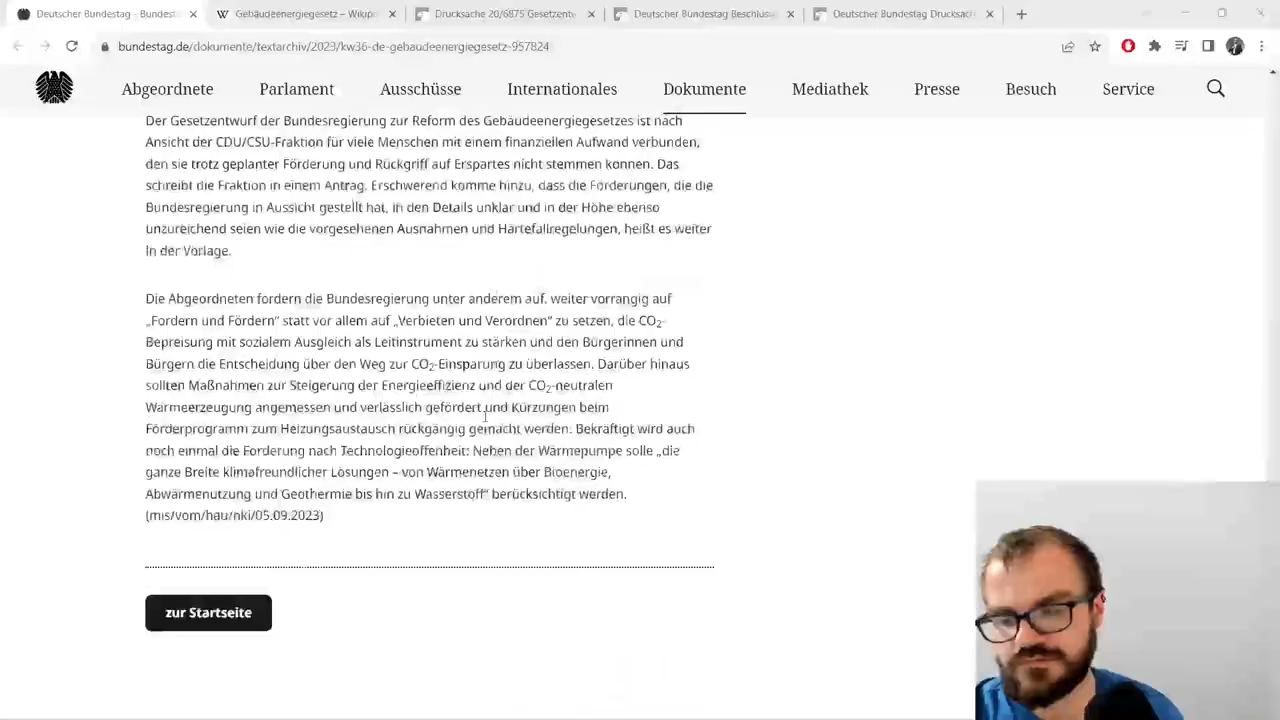 Deutscher Bundestag - Bundest
Gebäudeenergiegesetz – Wikip
Drucksache 20/6875 Gesetzent
Deutscher Bundestag Beschluss
Deutscher Bundestag Drucksach
bundestag.de/dokumente/textarchiv/2023/kw36-de-gebaeudeenergiegesetz-957824
Abgeordnete Parlament Ausschüsse Internationales Dokumente Mediathek Presse Besuch Service
Der Gesetzentwurf der Bundesregierung zur Reform des Gebäudeenergiegesetzes ist nach
Ansicht der CDU/CSU-Fraktion für viele Menschen mit einem finanziellen Aufwand verbunden,
den sie trotz geplanter Förderung und Rückgriff auf Erspartes nicht stemmen können. Das
schreibt die Fraktion in einem Antrag. Erschwerend komme hinzu, dass die Förderungen, die die
Bundesregierung in Aussicht gestellt hat, in den Details unklar und in der Höhe ebenso
unzureichend seien wie die vorgesehenen Ausnahmen und Härtefallregelungen, heißt es weiter
in der Vorlage.
Die Abgeordneten fordern die Bundesregierung unter anderem auf, weiter vorrangig auf
„Fordern und Fördern“ statt vor allem auf „Verbieten und Verordnen“ zu setzen, die CO₂-
Bepreisung mit sozialem Ausgleich als Leitinstrument zu stärken und den Bürgerinnen und
Bürgern die Entscheidung über den Weg zur CO₂-Einsparung zu überlassen. Darüber hinaus
sollten Maßnahmen zur Steigerung der Energieeffizienz und der CO₂-neutralen
Wärmeerzeugung angemessen und verlässlich gefördert und Kürzungen beim
Förderprogramm zum Heizungsaustausch rückgängig gemacht werden. Bekräftigt wird auch
noch einmal die Forderung nach Technologieoffenheit: Neben der Wärmepumpe solle „die
ganze Breite klimafreundlicher Lösungen – von Wärmenetzen über Bioenergie,
Abwärmenutzung und Geothermie bis hin zu Wasserstoff“ berücksichtigt werden.
(mis/vom/hau/nki/05.09.2023)
zur Startseite